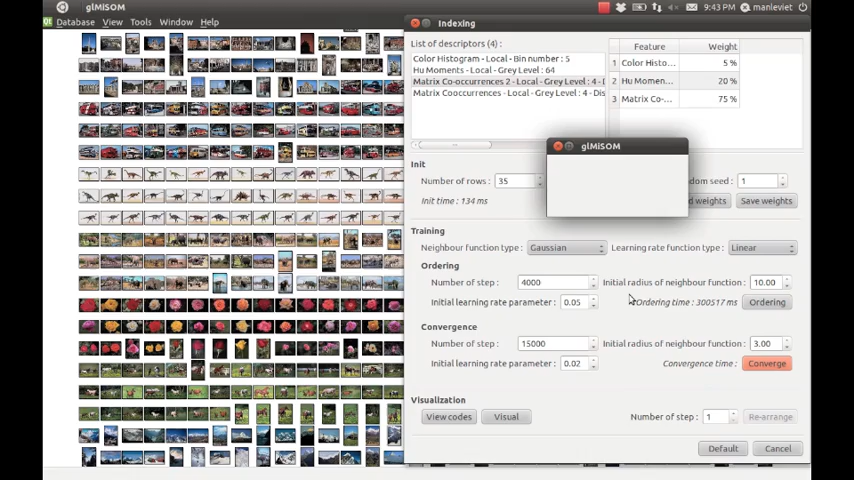 glMiSOM
9:43 PM manleviet
Database View Tools Window Help
Indexing
List of descriptors (4) :
Color Histogram - Local - Bin number : 5
Hu Moments - Local - Grey Level : 64
Matrix Co-occurrences 2 - Local - Grey Level : 4 - D
Matrix Cooccurrences - Local - Grey Level : 4 - Dis
Feature Weight
1 Color Histo... 5 %
2 Hu Momen... 20 %
3 Matrix Co-... 75 %
glMiSOM
Init
Number of rows : 35
dom seed : 1
Init time : 134 ms
d weights Save weights
Training
Neighbour function type : Gaussian Learning rate function type : Linear
Ordering
Number of step : 4000 Initial radius of neighbour function : 10.00
Initial learning rate parameter : 0.05 Ordering time : 300517 ms Ordering
Convergence
Number of step : 15000 Initial radius of neighbour function : 3.00
Initial learning rate parameter : 0.02 Convergence time : Converge
Visualization
View codes Visual Number of step : 1 Re-arrange
Default Cancel